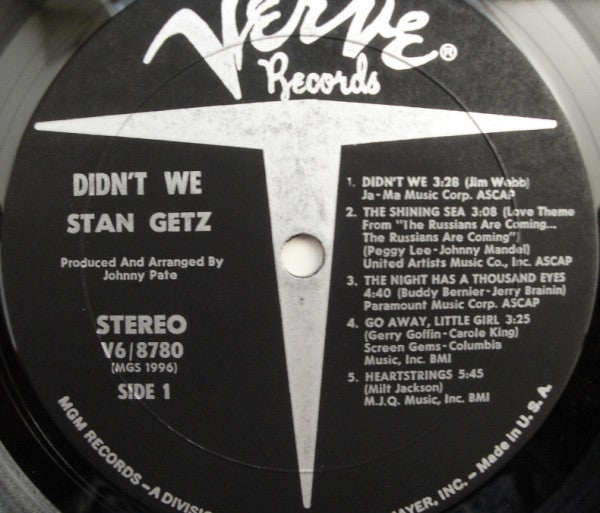 Verve®
Records
DIDN'T WE
STAN GETZ
Produced And Arranged By
Johnny Pate
STEREO
V6/8780
(MGS 1996)
SIDE 1
1. DIDN'T WE 3:28 (Jim Webb)
Ja-Ma Music Corp. ASCAP
2. THE SHINING SEA 3:08 (Love Theme
From "The Russians Are Coming...
The Russians Are Coming")
(Peggy Lee-Johnny Mandel)
United Artists Music Co., Inc. ASCAP
3. THE NIGHT HAS A THOUSAND EYES
4:40 (Buddy Bernier-Jerry Brainin)
Paramount Music Corp. ASCAP
4. GO AWAY, LITTLE GIRL 3:25
(Gerry Goffin-Carole King)
Screen Gems-Columbia
Music, Inc. BMI
5. HEARTSTRINGS 5:45
(Milt Jackson)
M.J.Q. Music, Inc. BMI
MGM RECORDS – A DIVISION AYER, INC. – Made in U.S.A.